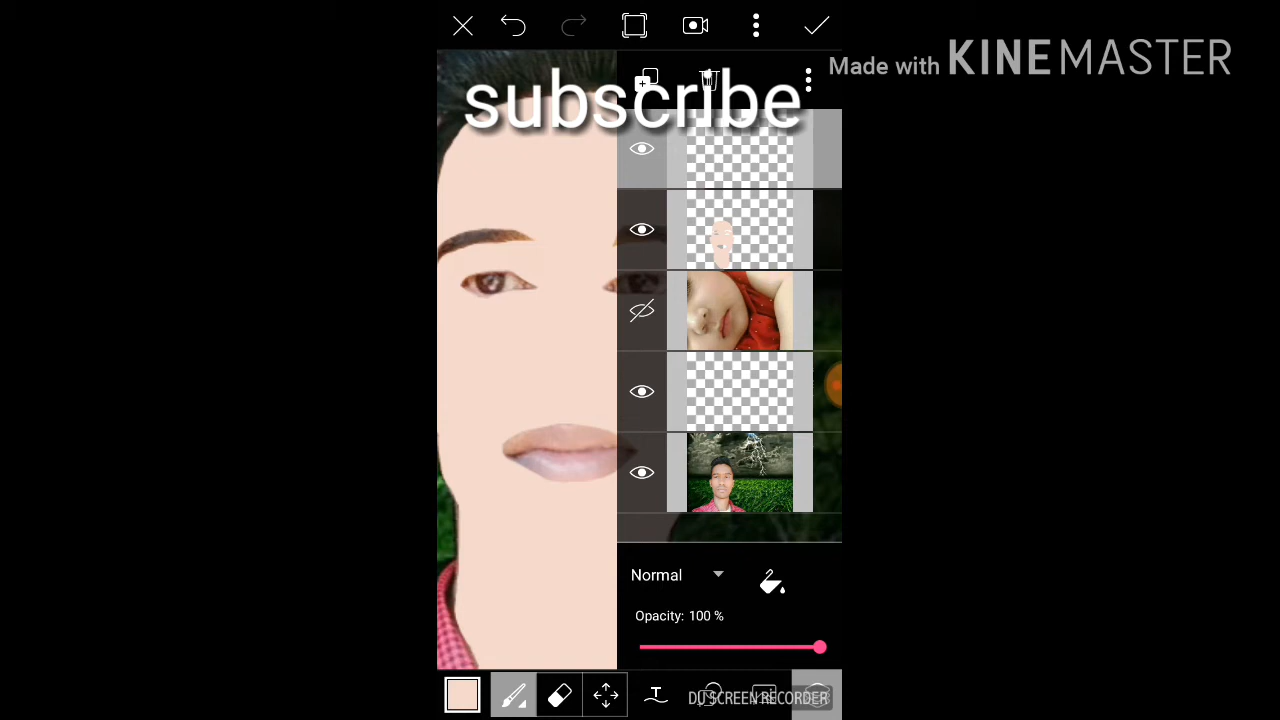 subscribe
Made with KINEMASTER
Normal
Opacity: 100 %
T
DU SCREEN RECORDER